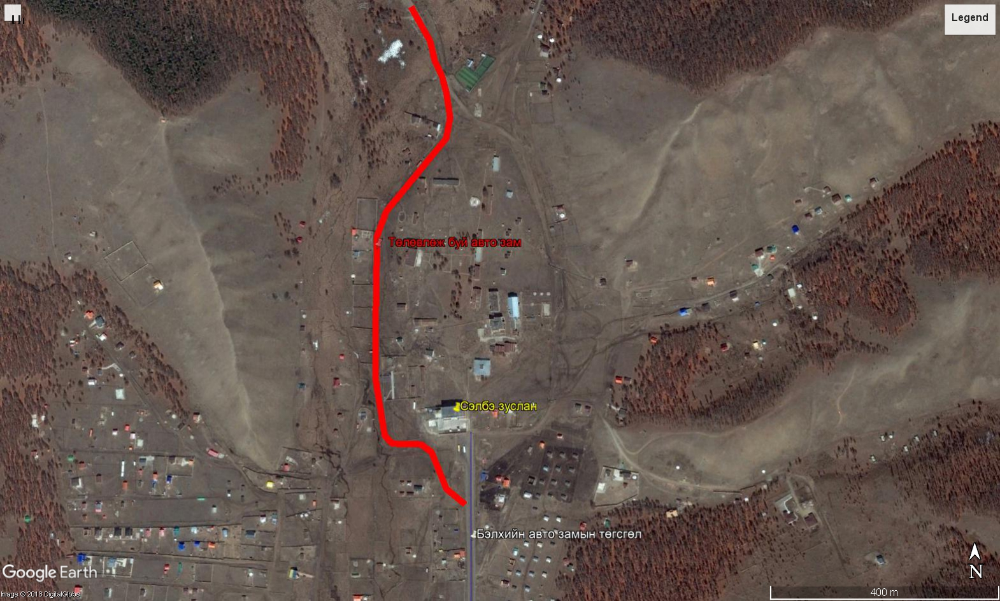 Legend
Төлөвлөж буй авто зам
Сэлбэ зуслан
Бэлхийн авто замын төгсгөл
Google Earth
Image © 2018 DigitalGlobe
N
400 m